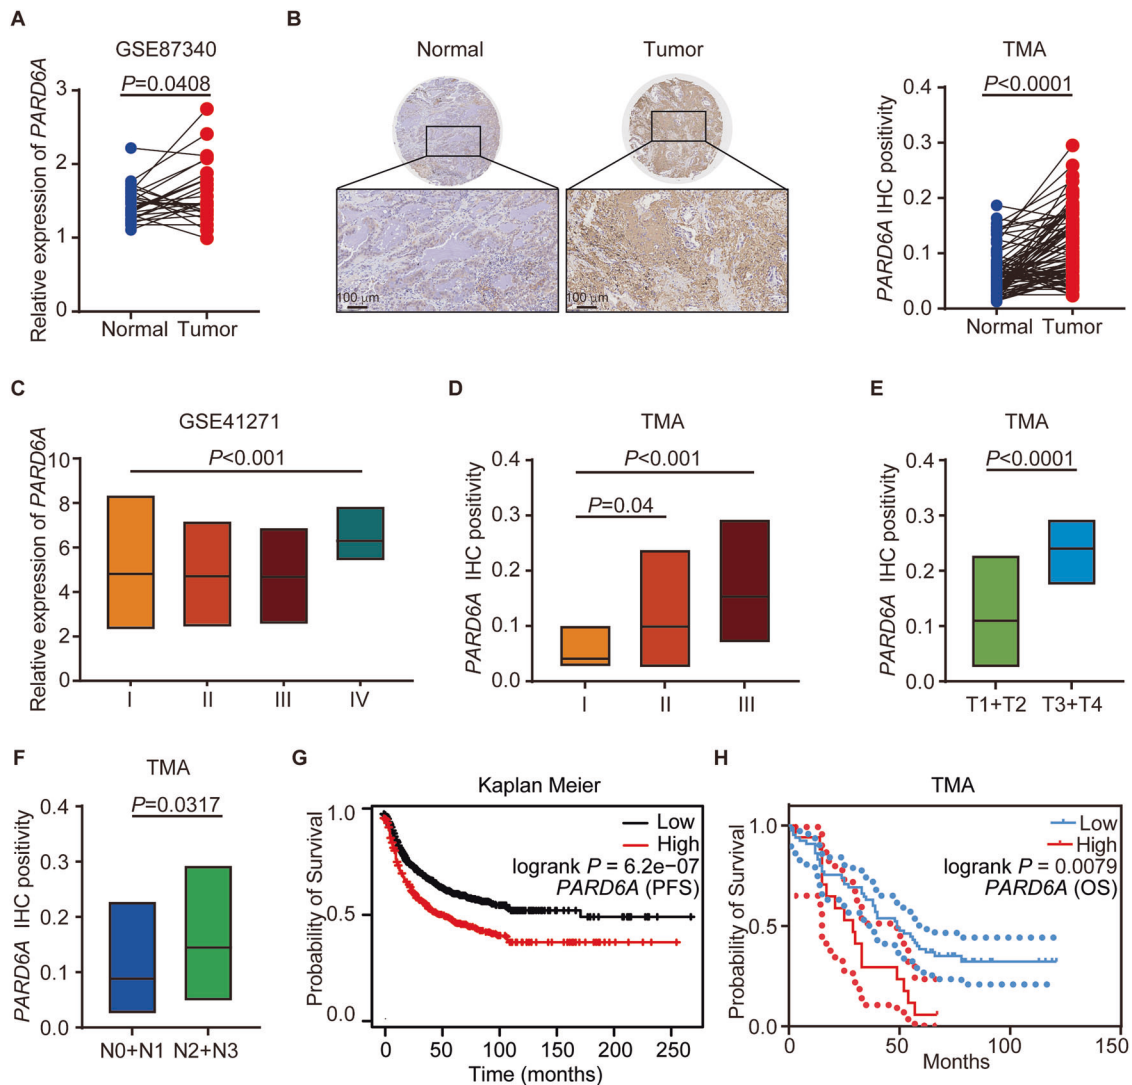 A
GSE87340
P=0.0408
Relative expression of PARD6A
3
2
1
0
Normal Tumor
B
Normal
Tumor
100 μm
100 μm
TMA
P<0.0001
PARD6A IHC positivity
0.4
0.3
0.2
0.1
0.0
Normal Tumor
C
GSE41271
P<0.001
Relative expression of PARD6A
10
8
6
4
2
0
I II III IV
D
TMA
P<0.001
P=0.04
PARD6A IHC positivity
0.4
0.3
0.2
0.1
0.0
I II III
E
TMA
P<0.0001
PARD6A IHC positivity
0.4
0.3
0.2
0.1
0.0
T1+T2 T3+T4
F
TMA
P=0.0317
PARD6A IHC positivity
0.4
0.3
0.2
0.1
0.0
N0+N1 N2+N3
G
Kaplan Meier
Low
High
logrank P = 6.2e−07
PARD6A (PFS)
Probability of Survival
1.0
0.5
0.0
0 50 100 150 200 250
Time (months)
H
TMA
Low
High
logrank P = 0.0079
PARD6A (OS)
Probability of Survival
1.0
0.5
0.0
0 50 100 150
Months